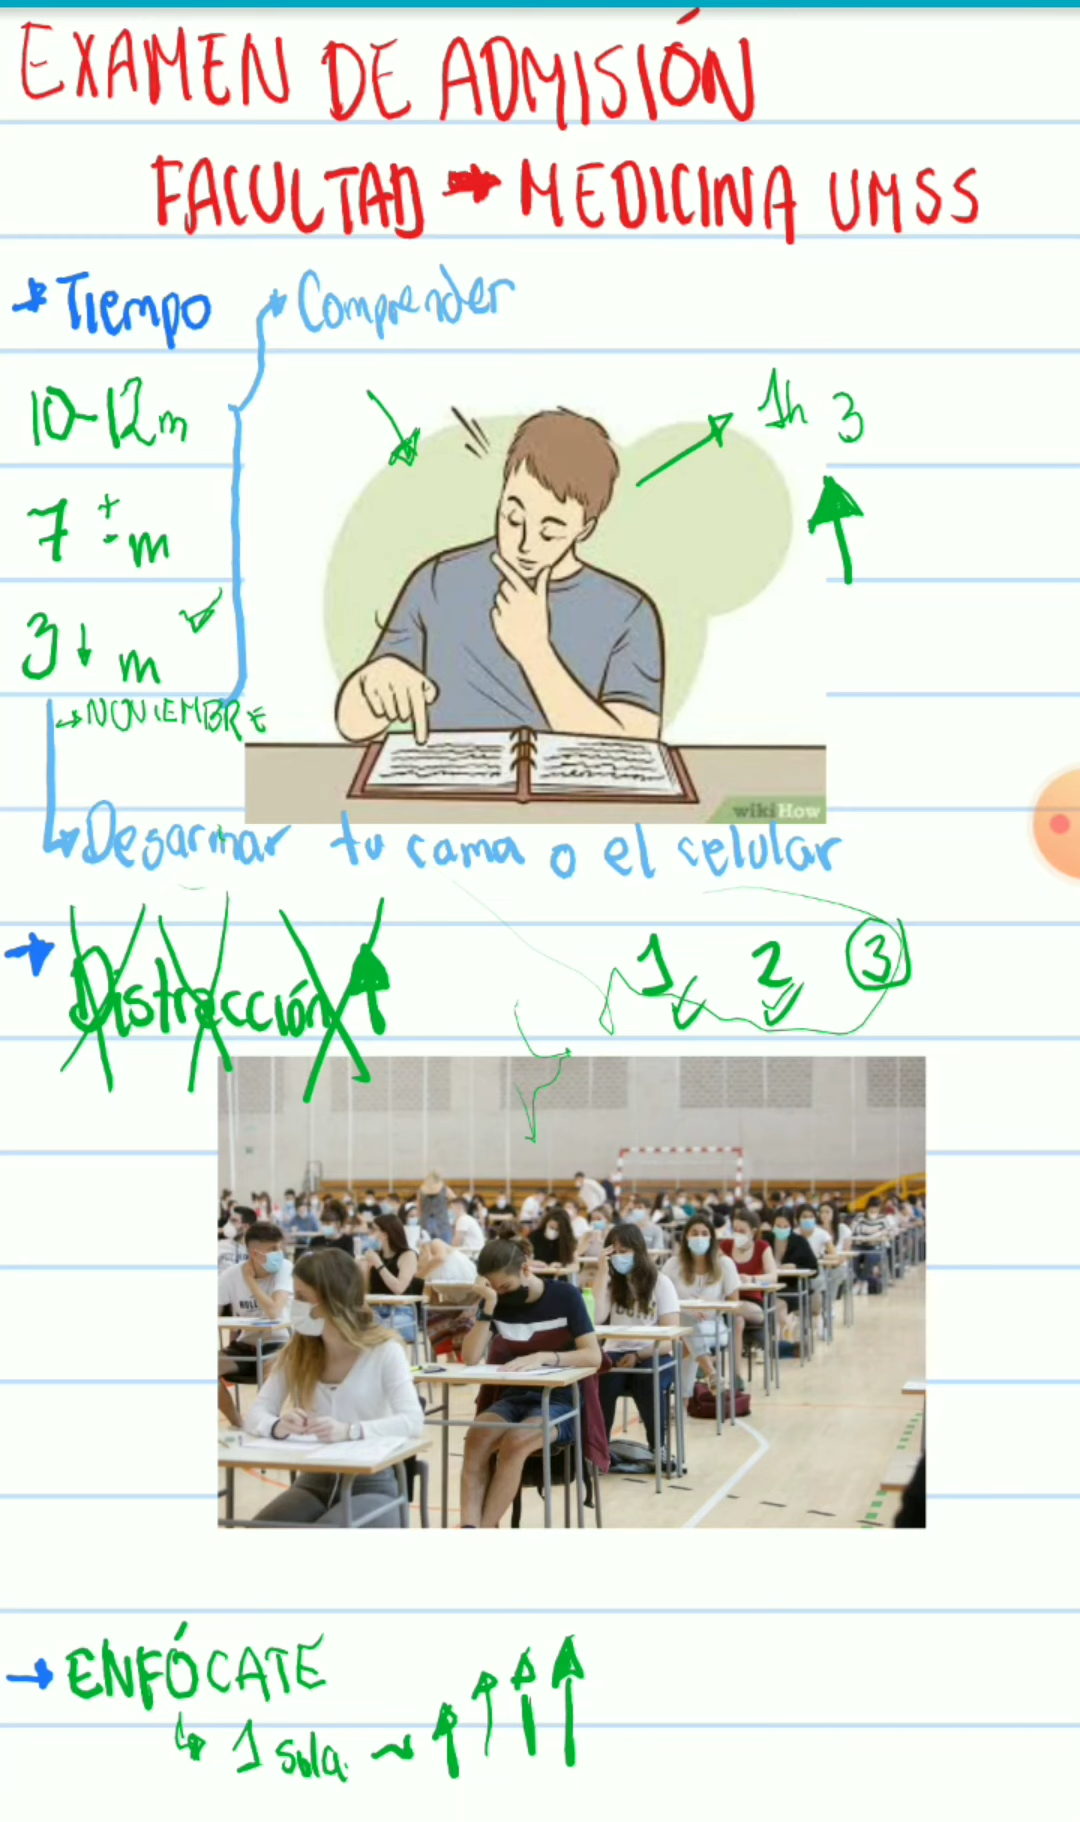 EXAMEN DE ADMISIÓN
FACULTAD → MEDICINA UMSS
→ Tiempo
→ Comprender
10-12m
1h 3
7 ± m
3 ↓ m ✓
→ NOVIEMBRE
wikiHow
→ Desarmar tu cama o el celular
→ Distracción ↑
1 ✓ 2 ✓ 3
→ ENFÓCATE
↳ 1 sola. ~ ↑ ↑ ↑ ↑